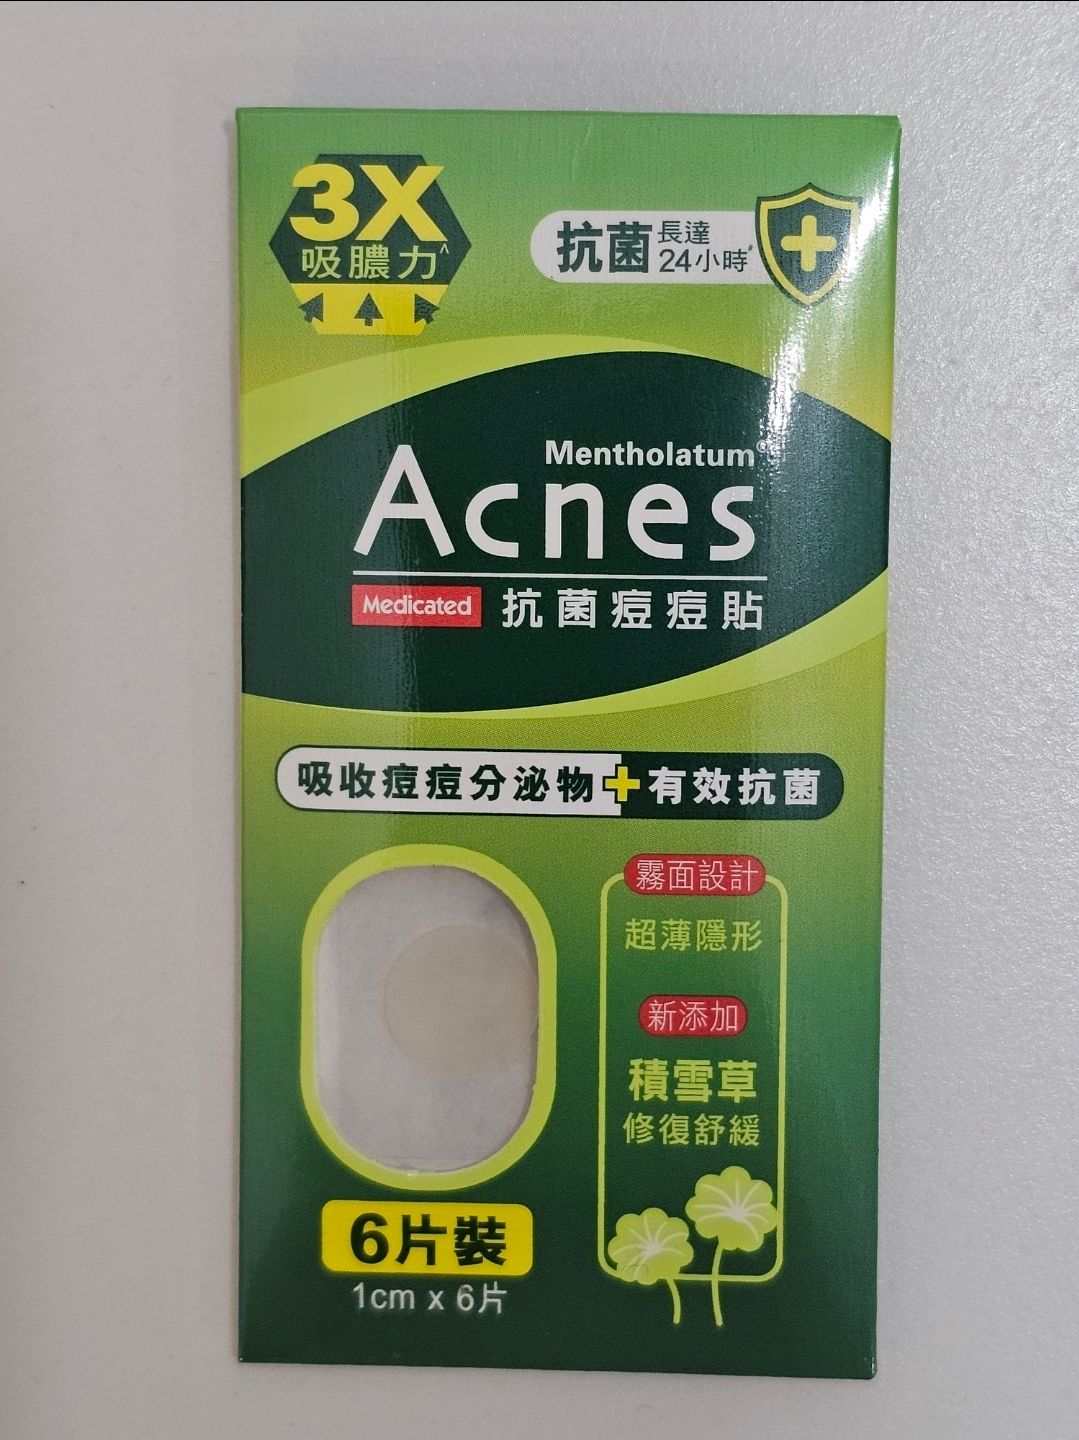 3X
吸膿力^
抗菌 長達
24小時#
Mentholatum®
Acnes
Medicated 抗菌痘痘貼
吸收痘痘分泌物+有效抗菌
霧面設計
超薄隱形
新添加
積雪草
修復舒緩
6片裝
1cm x 6片